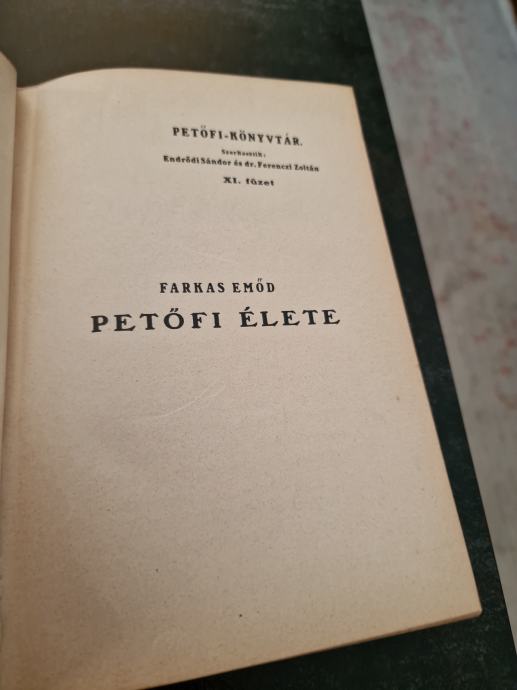 PETŐFI-KÖNYVTÁR.
Szerkesztik:
Endrődi Sándor és dr. Ferenczi Zoltán
XI. füzet
FARKAS EMŐD
PETŐFI ÉLETE